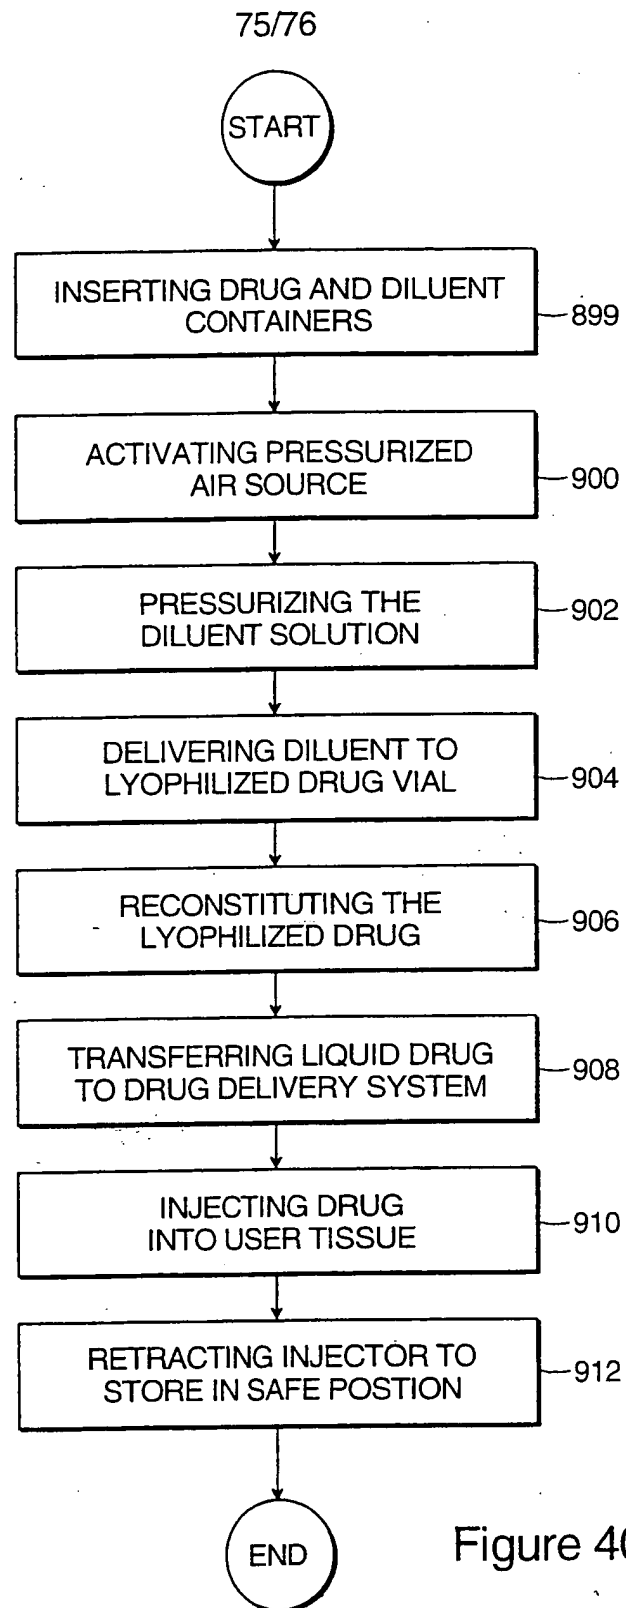 75/76
START
INSERTING DRUG AND DILUENT
CONTAINERS
899
ACTIVATING PRESSURIZED
AIR SOURCE
900
PRESSURIZING THE
DILUENT SOLUTION
902
DELIVERING DILUENT TO
LYOPHILIZED DRUG VIAL
904
RECONSTITUTING THE
LYOPHILIZED DRUG
906
TRANSFERRING LIQUID DRUG
TO DRUG DELIVERY SYSTEM
908
INJECTING DRUG
INTO USER TISSUE
910
RETRACTING INJECTOR TO
STORE IN SAFE POSTION
912
END
Figure 40